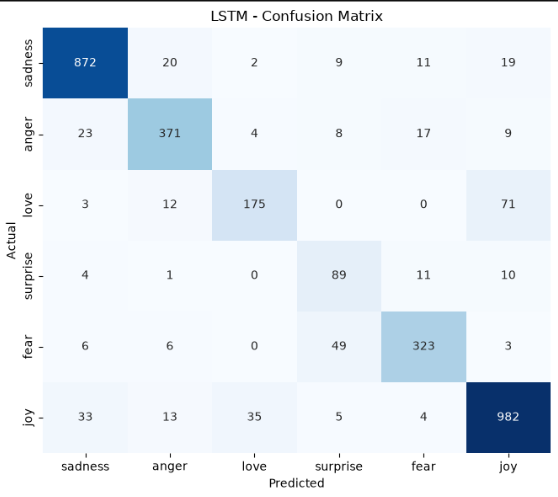 LSTM - Confusion Matrix
sadness 872 20 2 9 11 19
anger 23 371 4 8 17 9
love 3 12 175 0 0 71
surprise 4 1 0 89 11 10
fear 6 6 0 49 323 3
joy 33 13 35 5 4 982
Actual
sadness anger love surprise fear joy
Predicted